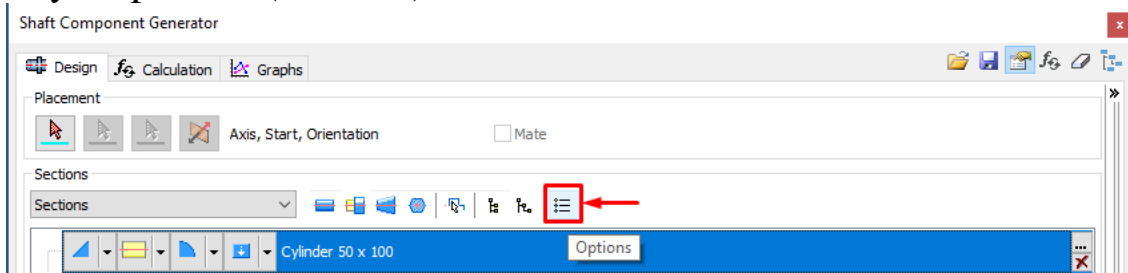 Shaft Component Generator
Design
Calculation
Graphs
Placement
Axis, Start, Orientation
Mate
Sections
Sections
Cylinder 50 x 100
Options